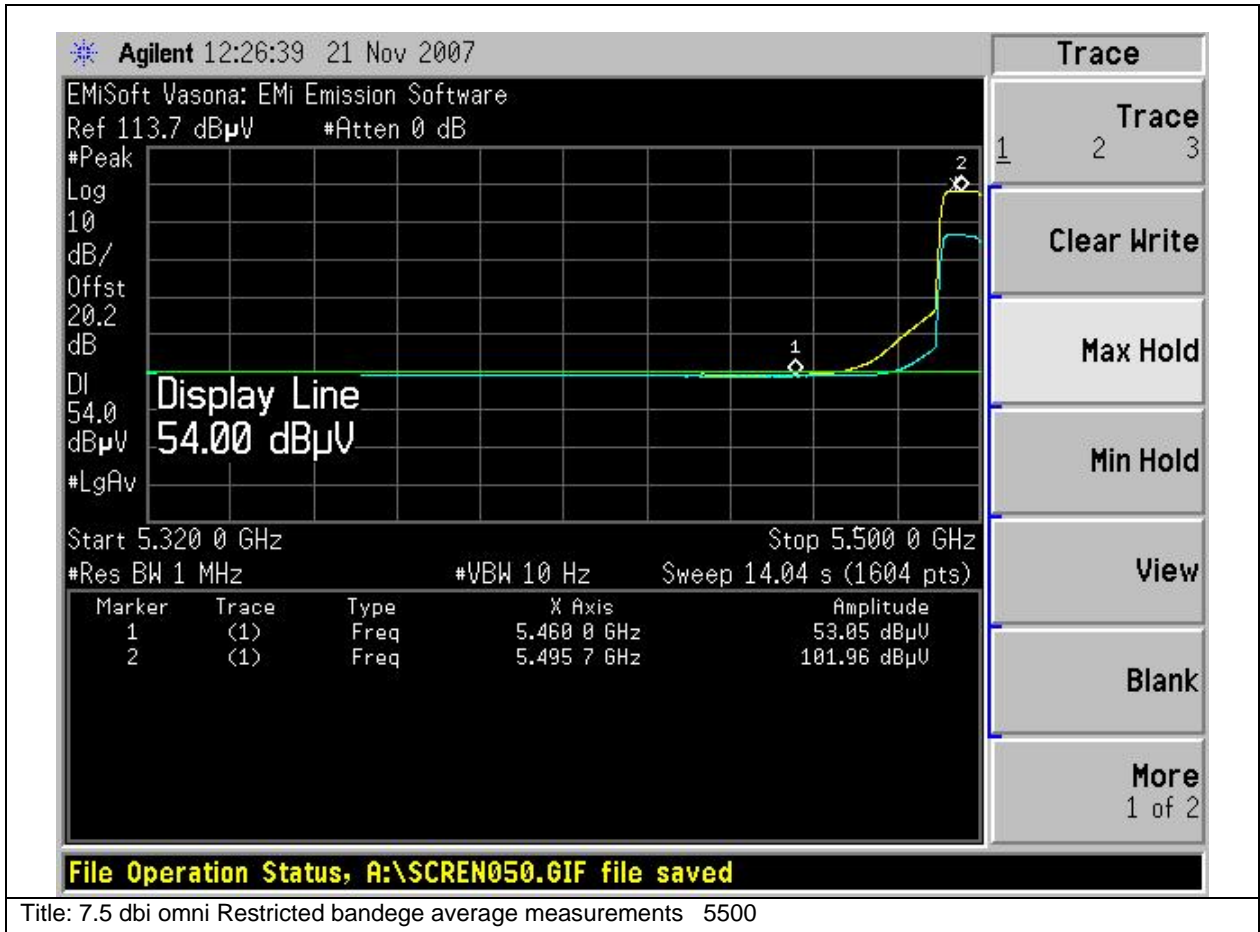 Agilent 12:26:39 21 Nov 2007
Trace
EMiSoft Vasona: EMi Emission Software
Ref 113.7 dBµV #Atten 0 dB
#Peak
Log
10
dB/
Offst
20.2
dB
DI
54.0
dBµV
#LgAv
1
2
Display Line
54.00 dBµV
Start 5.320 0 GHz Stop 5.500 0 GHz
#Res BW 1 MHz #VBW 10 Hz Sweep 14.04 s (1604 pts)
Marker Trace Type X Axis Amplitude
1 (1) Freq 5.460 0 GHz 53.05 dBµV
2 (1) Freq 5.495 7 GHz 101.96 dBµV
Trace
1 2 3
Clear Write
Max Hold
Min Hold
View
Blank
More
1 of 2
File Operation Status, A:\SCREN050.GIF file saved
Title: 7.5 dbi omni Restricted bandege average measurements 5500